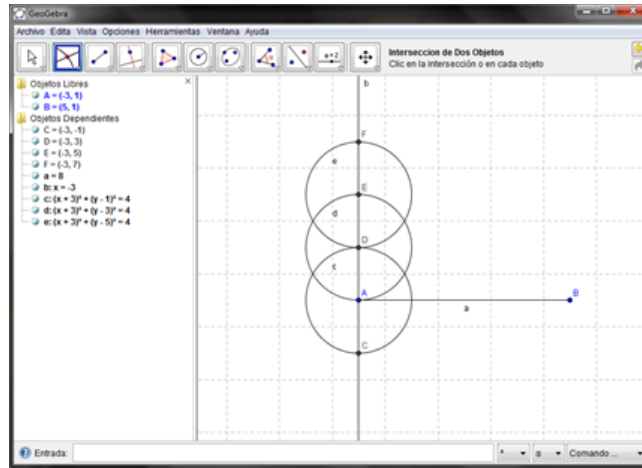 GeoGebra
Archivo Edita Vista Opciones Herramientas Ventana Ayuda
a=2
Interseccion de Dos Objetos
Clic en la intersección o en cada objeto
Objetos Libres
A = (-3, 1)
B = (5, 1)
Objetos Dependientes
C = (-3, -1)
D = (-3, 3)
E = (-3, 5)
F = (-3, 7)
a = 8
b: x = -3
c: (x + 3)² + (y - 1)² = 4
d: (x + 3)² + (y - 3)² = 4
e: (x + 3)² + (y - 5)² = 4
b
F
e
E
d
D
c
A
B
a
C
Entrada:
α
Comando ...